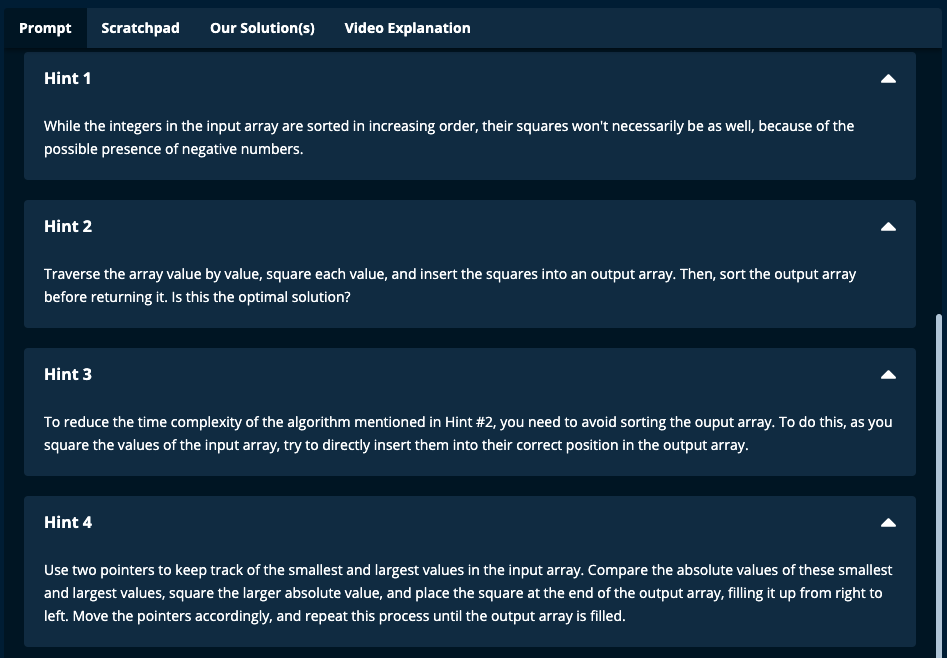 Prompt Scratchpad Our Solution(s) Video Explanation
Hint 1
While the integers in the input array are sorted in increasing order, their squares won't necessarily be as well, because of the
possible presence of negative numbers.
Hint 2
Traverse the array value by value, square each value, and insert the squares into an output array. Then, sort the output array
before returning it. Is this the optimal solution?
Hint 3
To reduce the time complexity of the algorithm mentioned in Hint #2, you need to avoid sorting the ouput array. To do this, as you
square the values of the input array, try to directly insert them into their correct position in the output array.
Hint 4
Use two pointers to keep track of the smallest and largest values in the input array. Compare the absolute values of these smallest
and largest values, square the larger absolute value, and place the square at the end of the output array, filling it up from right to
left. Move the pointers accordingly, and repeat this process until the output array is filled.